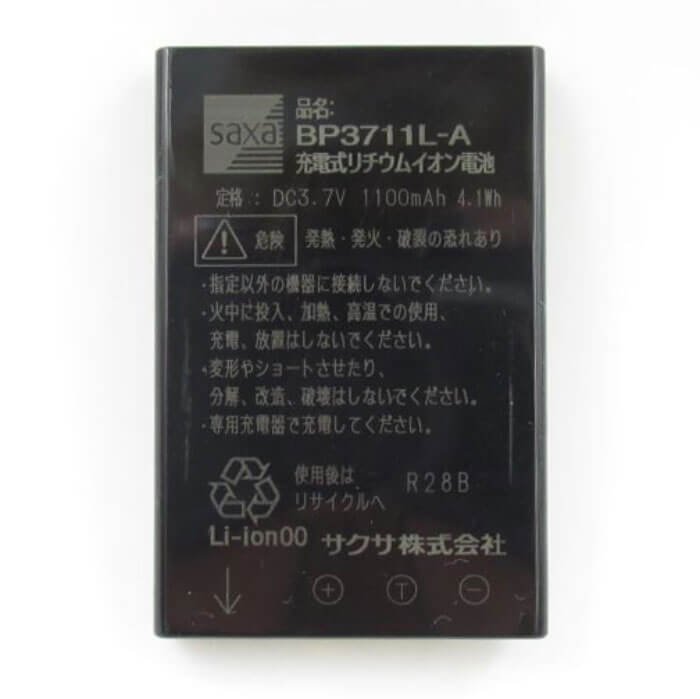 saxa
品名:
BP3711L-A
充電式リチウムイオン電池
定格 : DC3.7V 1100mAh 4.1Wh
危険 発熱・発火・破裂の恐れあり
・指定以外の機器に接続しないでください。
・火中に投入、加熱、高温での使用、
充電、放置はしないでください。
・変形やショートさせたり、
分解、改造、破壊はしないでください。
・専用充電器で充電してください。
使用後は
リサイクルへ
R28B
Li-ion00 サクサ株式会社
+ T −